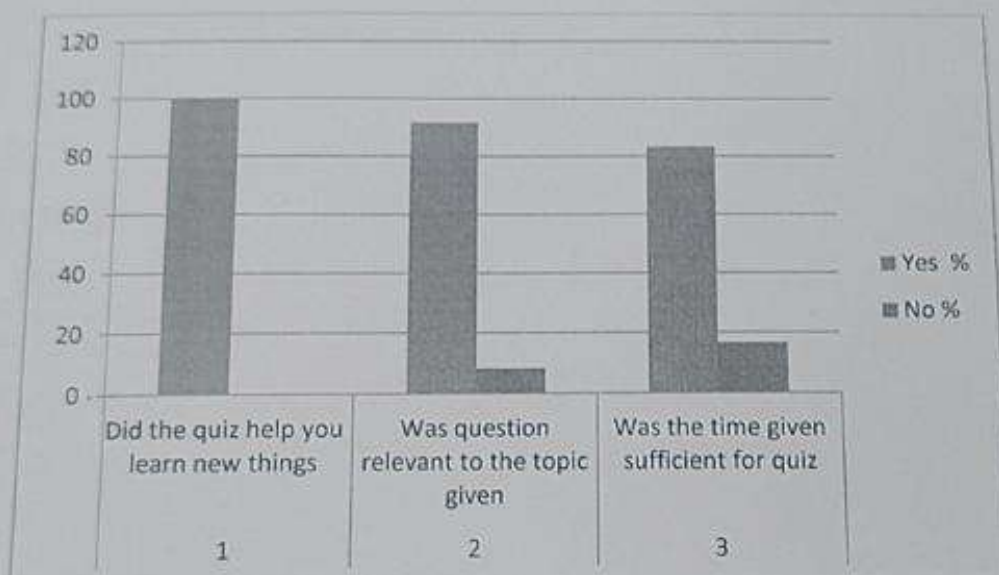 120
100
80
60
40
20
0
Yes %
No %
Did the quiz help you
learn new things
Was question
relevant to the topic
given
Was the time given
sufficient for quiz
1
2
3